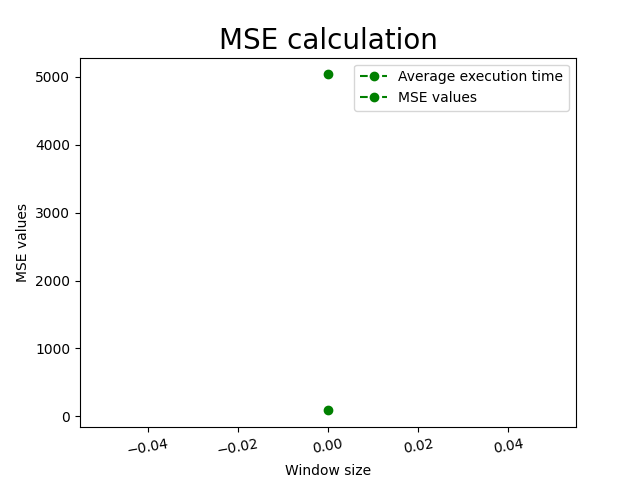 MSE calculation
5000
4000
3000
2000
1000
0
MSE values
Average execution time
MSE values
−0.04
−0.02
0.00
0.02
0.04
Window size